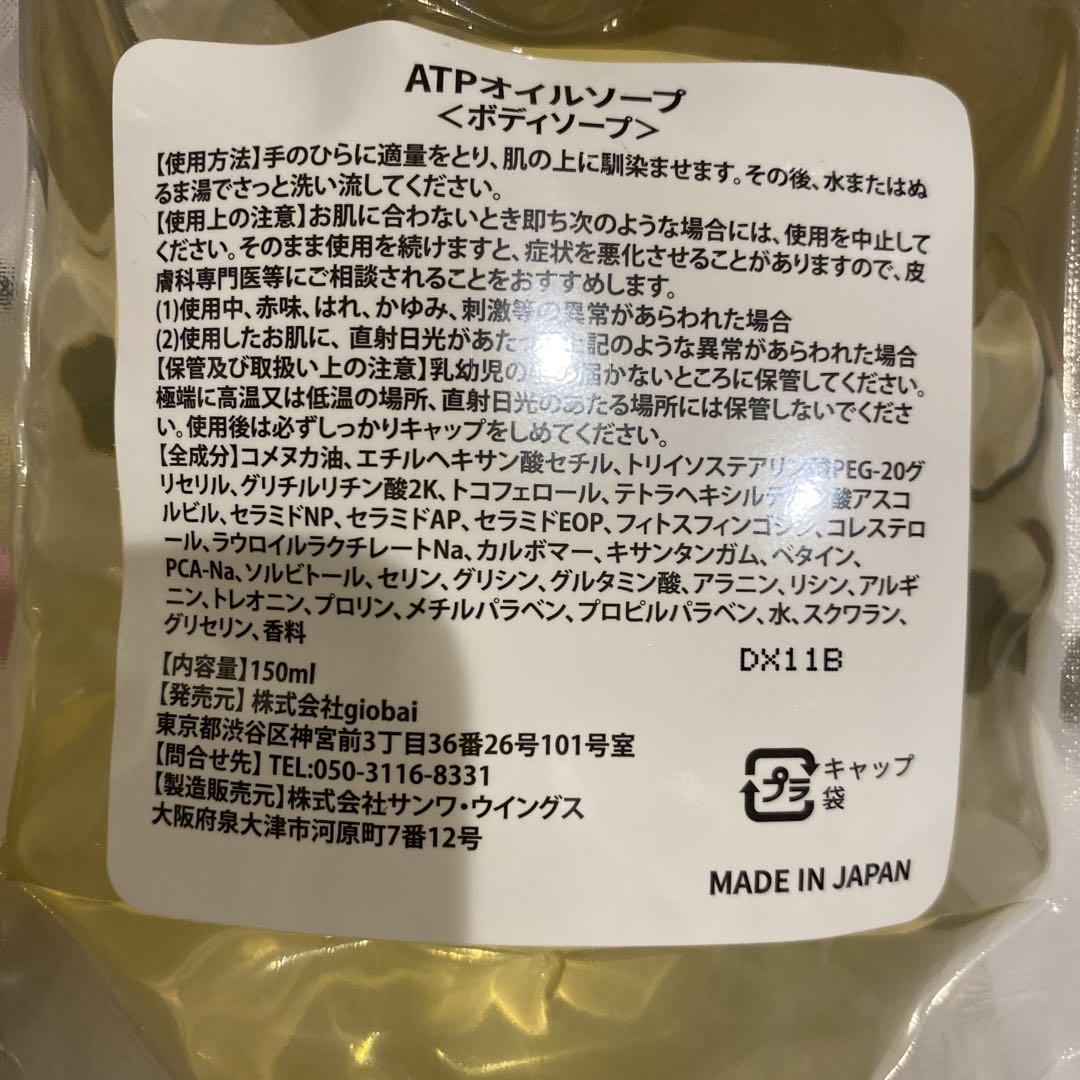 ATPオイルソープ
＜ボディソープ＞
【使用方法】手のひらに適量をとり、肌の上に馴染ませます。その後、水またはぬ
るま湯でさっと洗い流してください。
【使用上の注意】お肌に合わないとき即ち次のような場合には、使用を中止して
ください。そのまま使用を続けますと、症状を悪化させることがありますので、皮
膚科専門医等にご相談されることをおすすめします。
(1)使用中、赤味、はれ、かゆみ、刺激等の異常があらわれた場合
(2)使用したお肌に、直射日光があたっ 記のような異常があらわれた場合
【保管及び取扱い上の注意】乳幼児の 届かないところに保管してください。
極端に高温又は低温の場所、直射日光のあたる場所には保管しないでくださ
い。使用後は必ずしっかりキャップをしめてください。
【全成分】コメヌカ油、エチルヘキサン酸セチル、トリイソステアリン酸PEG-20グ
リセリル、グリチルリチン酸2K、トコフェロール、テトラヘキシルデカン酸アスコ
ルビル、セラミドNP、セラミドAP、セラミドEOP、フィトスフィンゴシン、コレステロ
ール、ラウロイルラクチレートNa、カルボマー、キサンタンガム、ベタイン、
PCA-Na、ソルビトール、セリン、グリシン、グルタミン酸、アラニン、リシン、アルギ
ニン、トレオニン、プロリン、メチルパラベン、プロピルパラベン、水、スクワラン、
グリセリン、香料
【内容量】150ml
DX11B
【発売元】株式会社giobai
東京都渋谷区神宮前3丁目36番26号101号室
【問合せ先】TEL:050-3116-8331
【製造販売元】株式会社サンワ・ウイングス
大阪府泉大津市河原町7番12号
プラ
キャップ
袋
MADE IN JAPAN